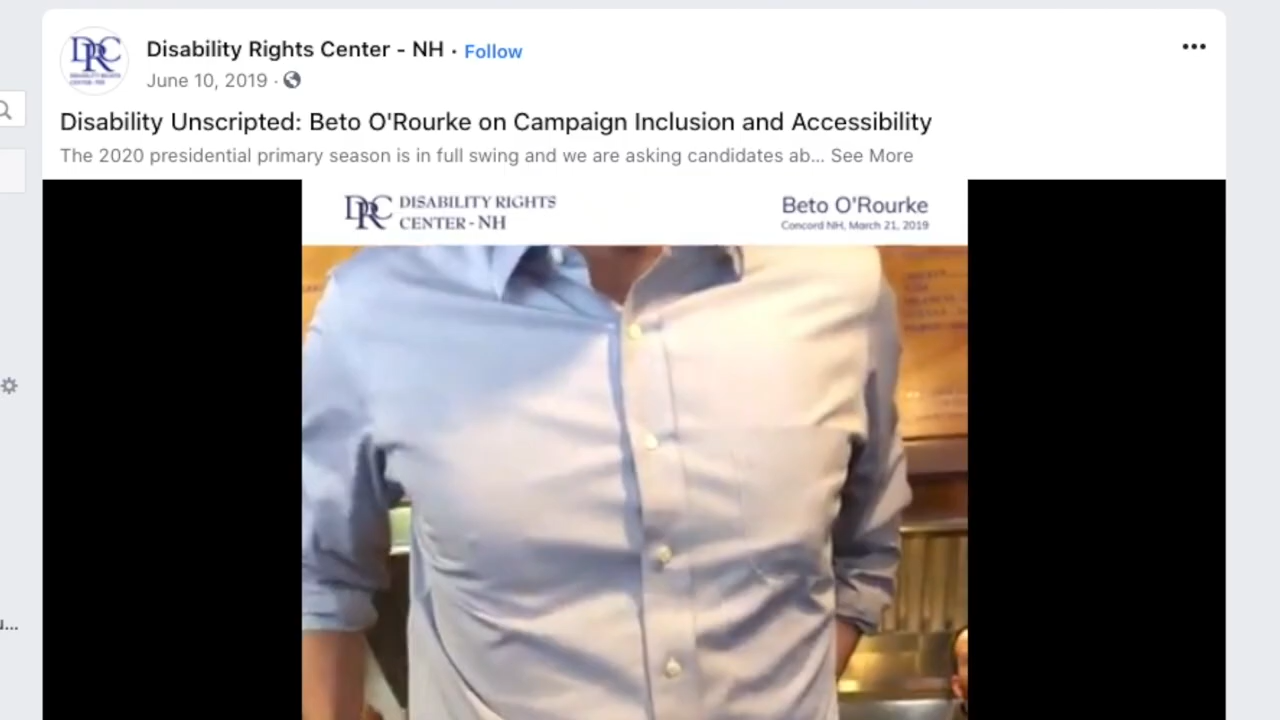 Disability Rights Center - NH · Follow
June 10, 2019 ·
Disability Unscripted: Beto O'Rourke on Campaign Inclusion and Accessibility
The 2020 presidential primary season is in full swing and we are asking candidates ab... See More
DRC DISABILITY RIGHTS
CENTER - NH
Beto O'Rourke
Concord NH, March 21, 2019